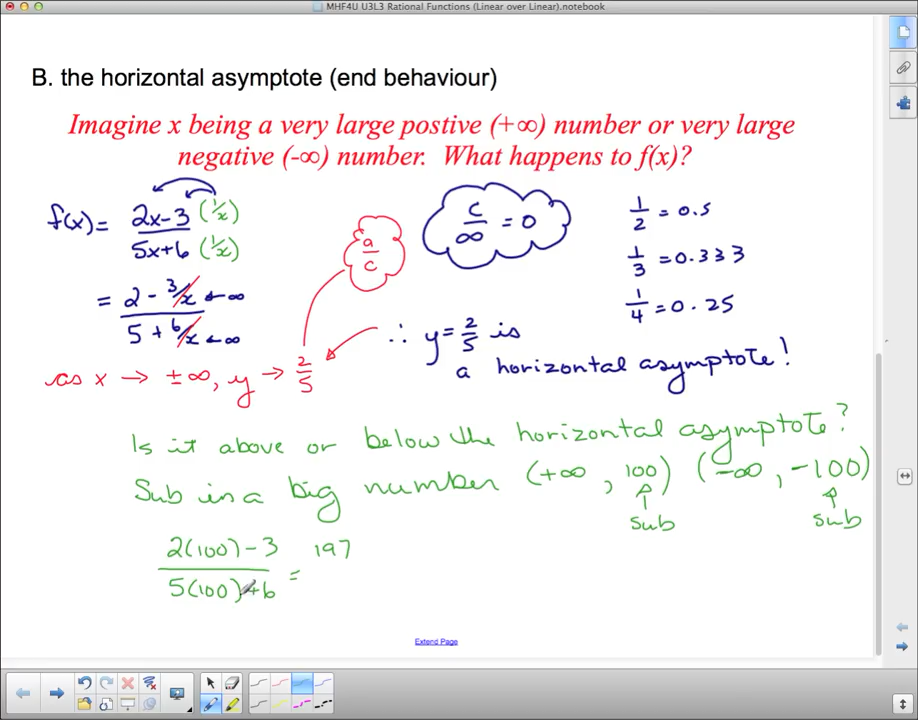 MHF4U U3L3 Rational Functions (Linear over Linear).notebook
B. the horizontal asymptote (end behaviour)
Imagine x being a very large postive (+∞) number or very large
negative (-∞) number.  What happens to f(x)?
f(x) = (2x-3)/(5x+6) (1/x)/(1/x)
= (2 - 3/x ← ∞)/(5 + 6/x ← ∞)
as x → ±∞, y → 2/5
a/c
c/∞ = 0
1/2 = 0.5
1/3 = 0.333
1/4 = 0.25
∴ y = 2/5 is
a horizontal asymptote!
Is it above or below the horizontal asymptote?
Sub in a big number (+∞, 100) (-∞, -100)
↑ ↑
sub sub
2(100) - 3 197
5(100) + 6 =
Extend Page